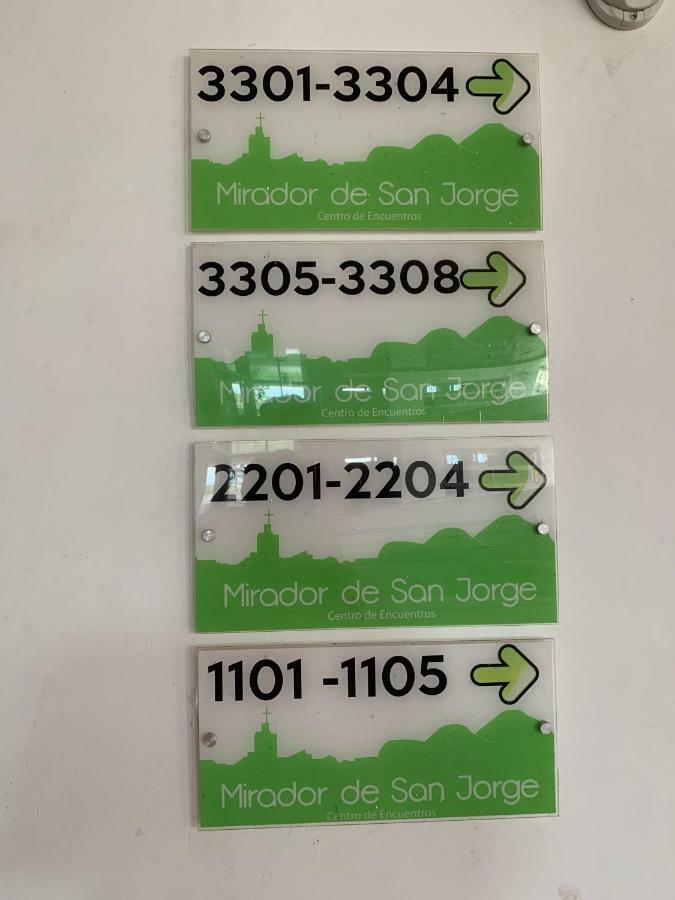 3301-3304
Mirador de San Jorge
Centro de Encuentros
3305-3308
Mirador de San Jorge
Centro de Encuentros
2201-2204
Mirador de San Jorge
Centro de Encuentros
1101 -1105
Mirador de San Jorge
Centro de Encuentros